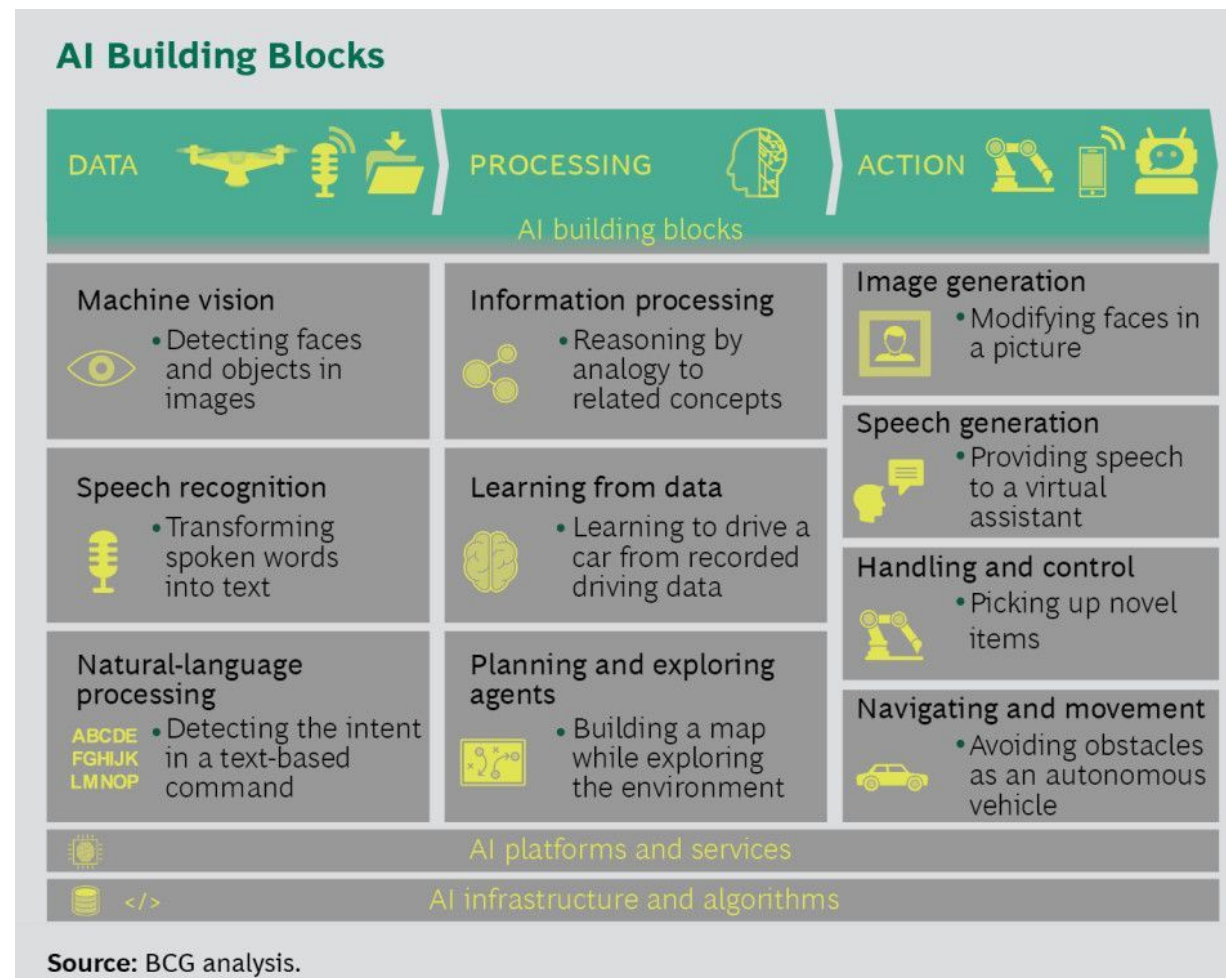 AI Building Blocks
DATA
PROCESSING
ACTION
AI building blocks
Machine vision
• Detecting faces
and objects in
images
Speech recognition
• Transforming
spoken words
into text
Natural-language
processing
ABCDE
FGHIJK
LMNOP
• Detecting the intent
in a text-based
command
Information processing
• Reasoning by
analogy to
related concepts
Learning from data
• Learning to drive a
car from recorded
driving data
Planning and exploring
agents
• Building a map
while exploring
the environment
Image generation
• Modifying faces in
a picture
Speech generation
• Providing speech
to a virtual
assistant
Handling and control
• Picking up novel
items
Navigating and movement
• Avoiding obstacles
as an autonomous
vehicle
AI platforms and services
</> AI infrastructure and algorithms
Source: BCG analysis.